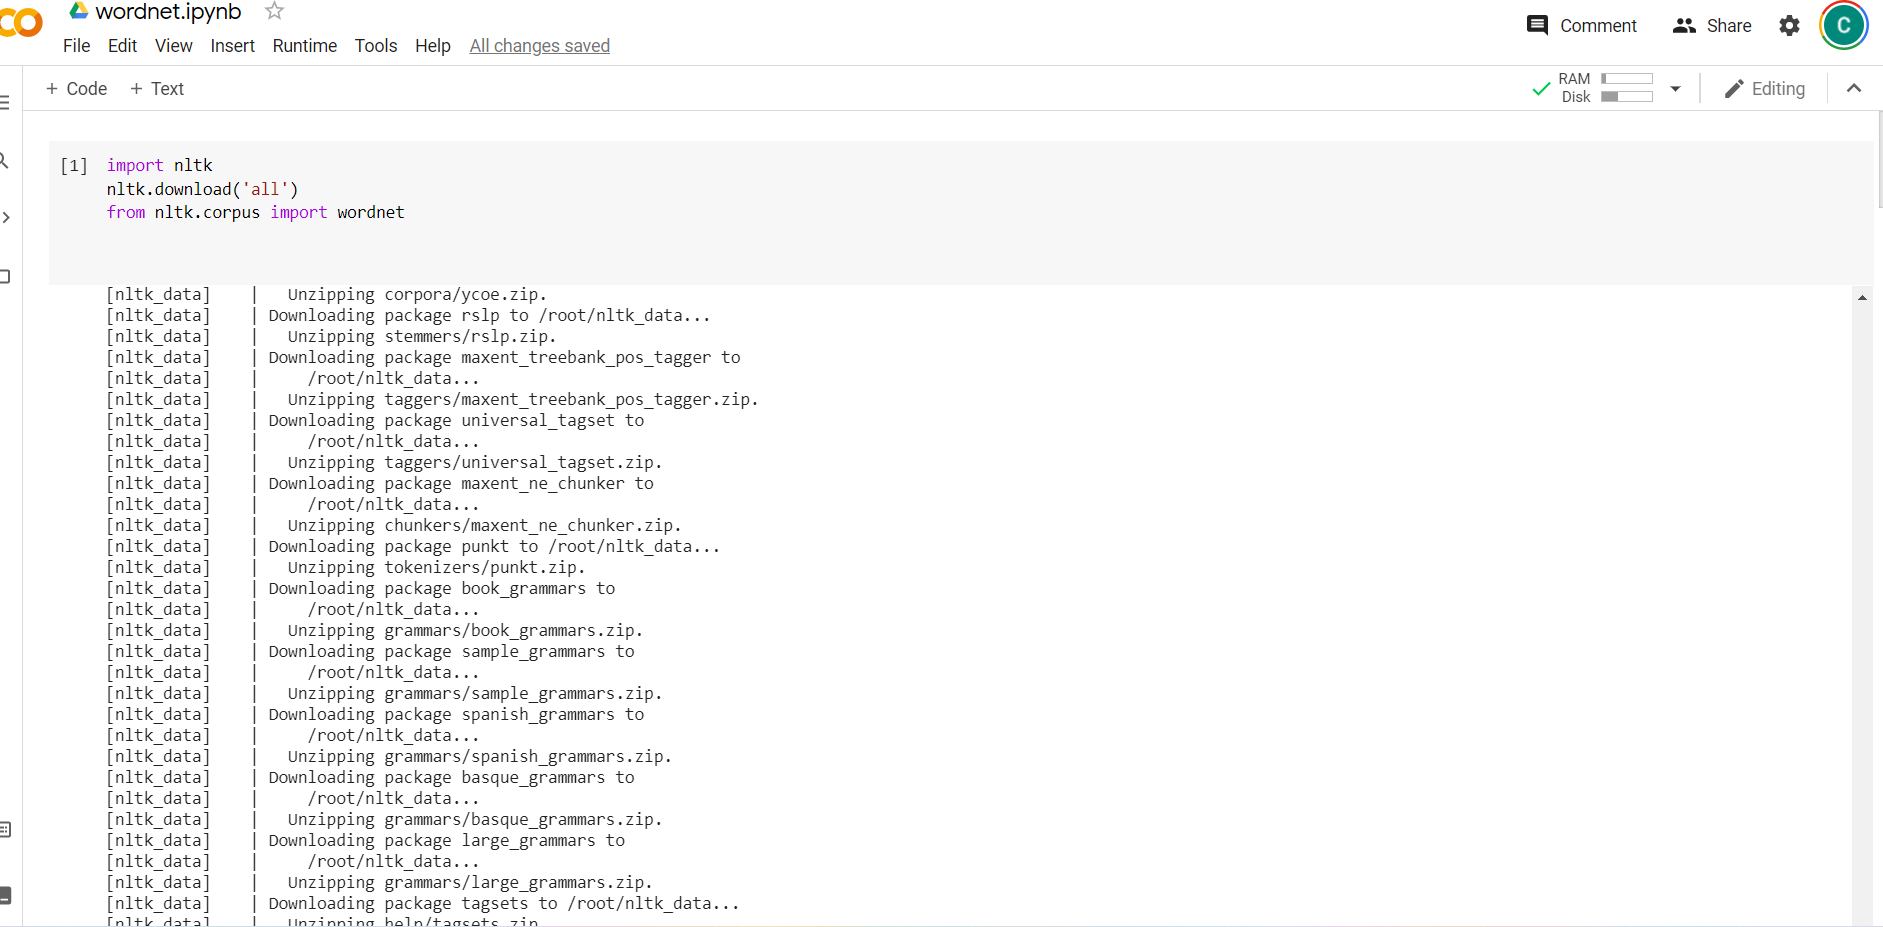 wordnet.ipynb
File Edit View Insert Runtime Tools Help All changes saved
Comment Share C
+ Code + Text
RAM
Disk
Editing
[1] import nltk
nltk.download('all')
from nltk.corpus import wordnet
[nltk_data]    |   Unzipping corpora/ycoe.zip.
[nltk_data]    | Downloading package rslp to /root/nltk_data...
[nltk_data]    |   Unzipping stemmers/rslp.zip.
[nltk_data]    | Downloading package maxent_treebank_pos_tagger to
[nltk_data]    |     /root/nltk_data...
[nltk_data]    |   Unzipping taggers/maxent_treebank_pos_tagger.zip.
[nltk_data]    | Downloading package universal_tagset to
[nltk_data]    |     /root/nltk_data...
[nltk_data]    |   Unzipping taggers/universal_tagset.zip.
[nltk_data]    | Downloading package maxent_ne_chunker to
[nltk_data]    |     /root/nltk_data...
[nltk_data]    |   Unzipping chunkers/maxent_ne_chunker.zip.
[nltk_data]    | Downloading package punkt to /root/nltk_data...
[nltk_data]    |   Unzipping tokenizers/punkt.zip.
[nltk_data]    | Downloading package book_grammars to
[nltk_data]    |     /root/nltk_data...
[nltk_data]    |   Unzipping grammars/book_grammars.zip.
[nltk_data]    | Downloading package sample_grammars to
[nltk_data]    |     /root/nltk_data...
[nltk_data]    |   Unzipping grammars/sample_grammars.zip.
[nltk_data]    | Downloading package spanish_grammars to
[nltk_data]    |     /root/nltk_data...
[nltk_data]    |   Unzipping grammars/spanish_grammars.zip.
[nltk_data]    | Downloading package basque_grammars to
[nltk_data]    |     /root/nltk_data...
[nltk_data]    |   Unzipping grammars/basque_grammars.zip.
[nltk_data]    | Downloading package large_grammars to
[nltk_data]    |     /root/nltk_data...
[nltk_data]    |   Unzipping grammars/large_grammars.zip.
[nltk_data]    | Downloading package tagsets to /root/nltk_data...
[nltk_data]    |   Unzipping help/tagsets.zip.